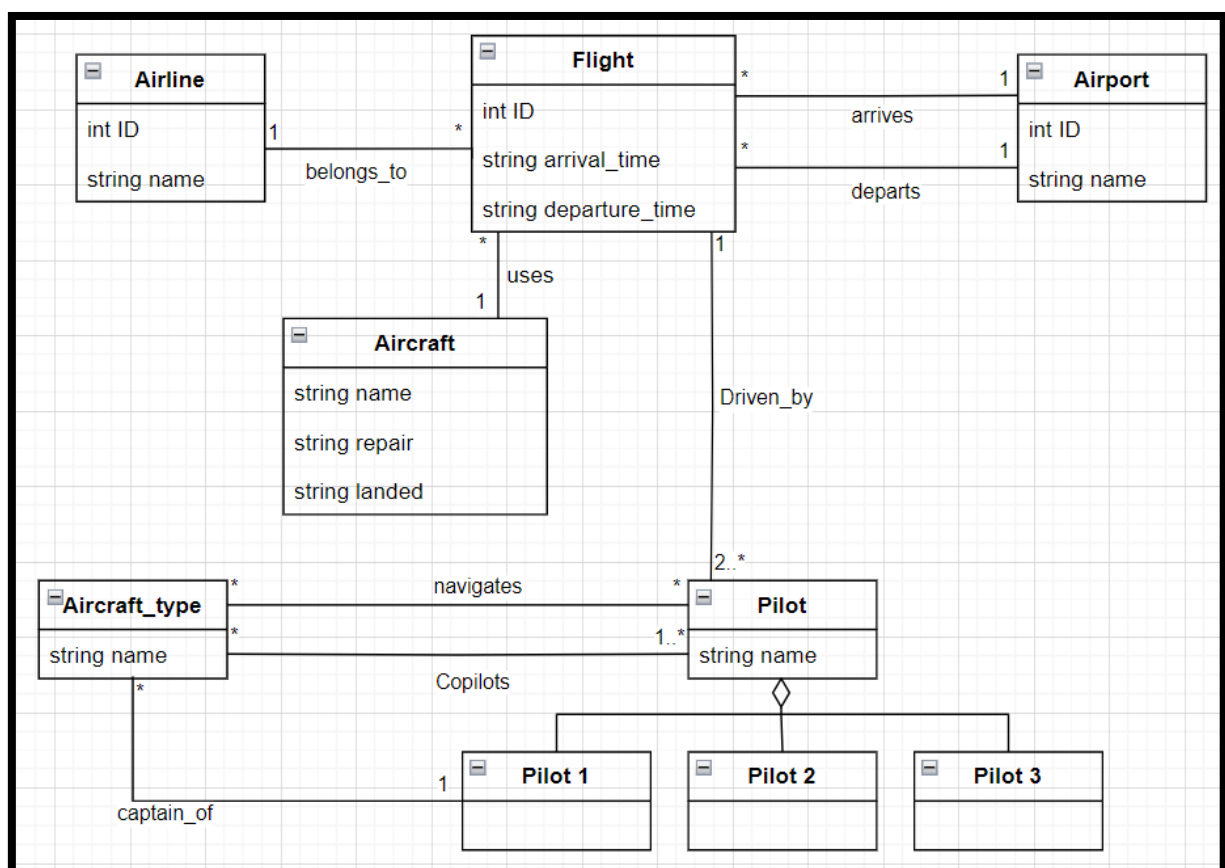 Airline
int ID
string name
1
*
belongs_to
Flight
int ID
string arrival_time
string departure_time
*
1
arrives
*
1
departs
Airport
int ID
string name
*
uses
1
Aircraft
string name
string repair
string landed
1
Driven_by
2..*
Aircraft_type
string name
*
navigates
*
*
1..*
Copilots
Pilot
string name
*
captain_of
1
Pilot 1
Pilot 2
Pilot 3